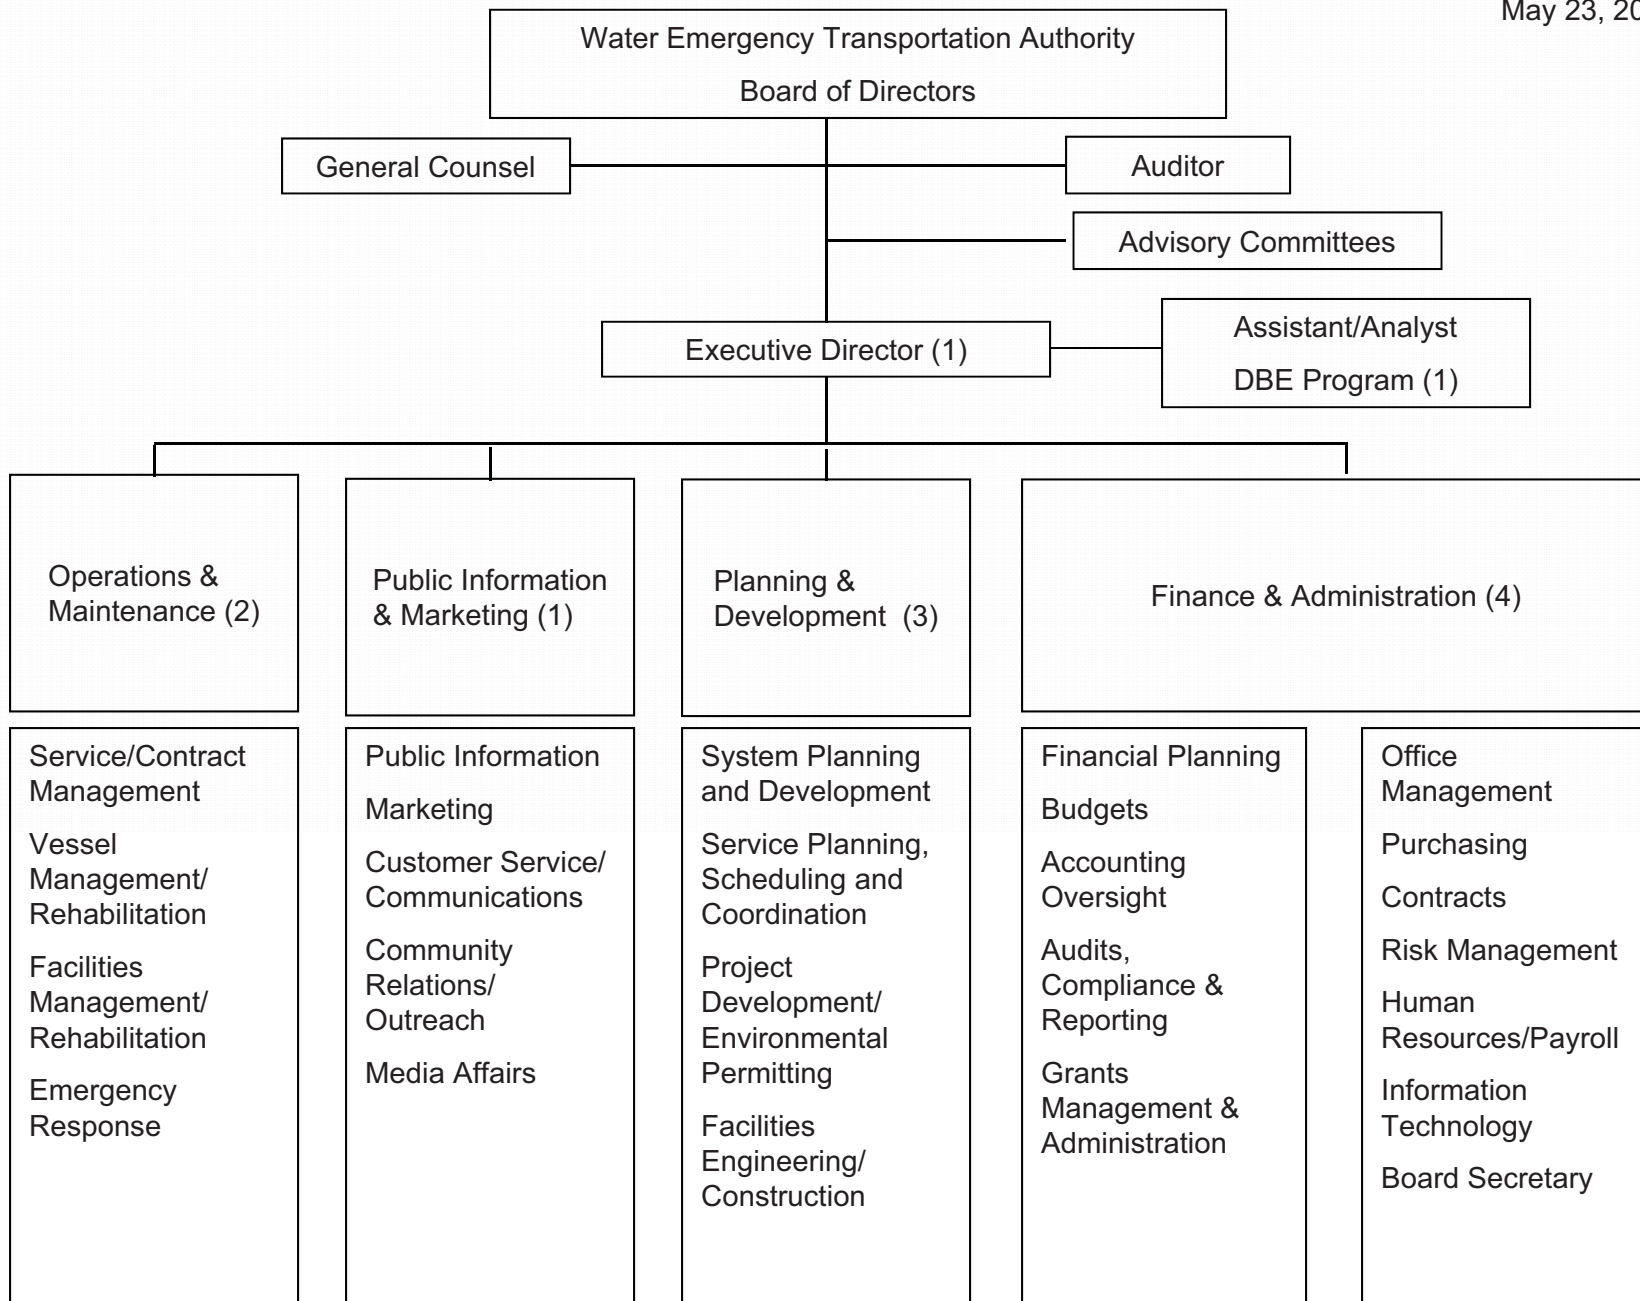 May 23, 20
Water Emergency Transportation Authority
Board of Directors
General Counsel
Auditor
Advisory Committees
Executive Director (1)
Assistant/Analyst
DBE Program (1)
Operations &
Maintenance (2)
Public Information
& Marketing (1)
Planning &
Development (3)
Finance & Administration (4)
Service/Contract
Management
Vessel
Management/
Rehabilitation
Facilities
Management/
Rehabilitation
Emergency
Response
Public Information
Marketing
Customer Service/
Communications
Community
Relations/
Outreach
Media Affairs
System Planning
and Development
Service Planning,
Scheduling and
Coordination
Project
Development/
Environmental
Permitting
Facilities
Engineering/
Construction
Financial Planning
Budgets
Accounting
Oversight
Audits,
Compliance &
Reporting
Grants
Management &
Administration
Office
Management
Purchasing
Contracts
Risk Management
Human
Resources/Payroll
Information
Technology
Board Secretary